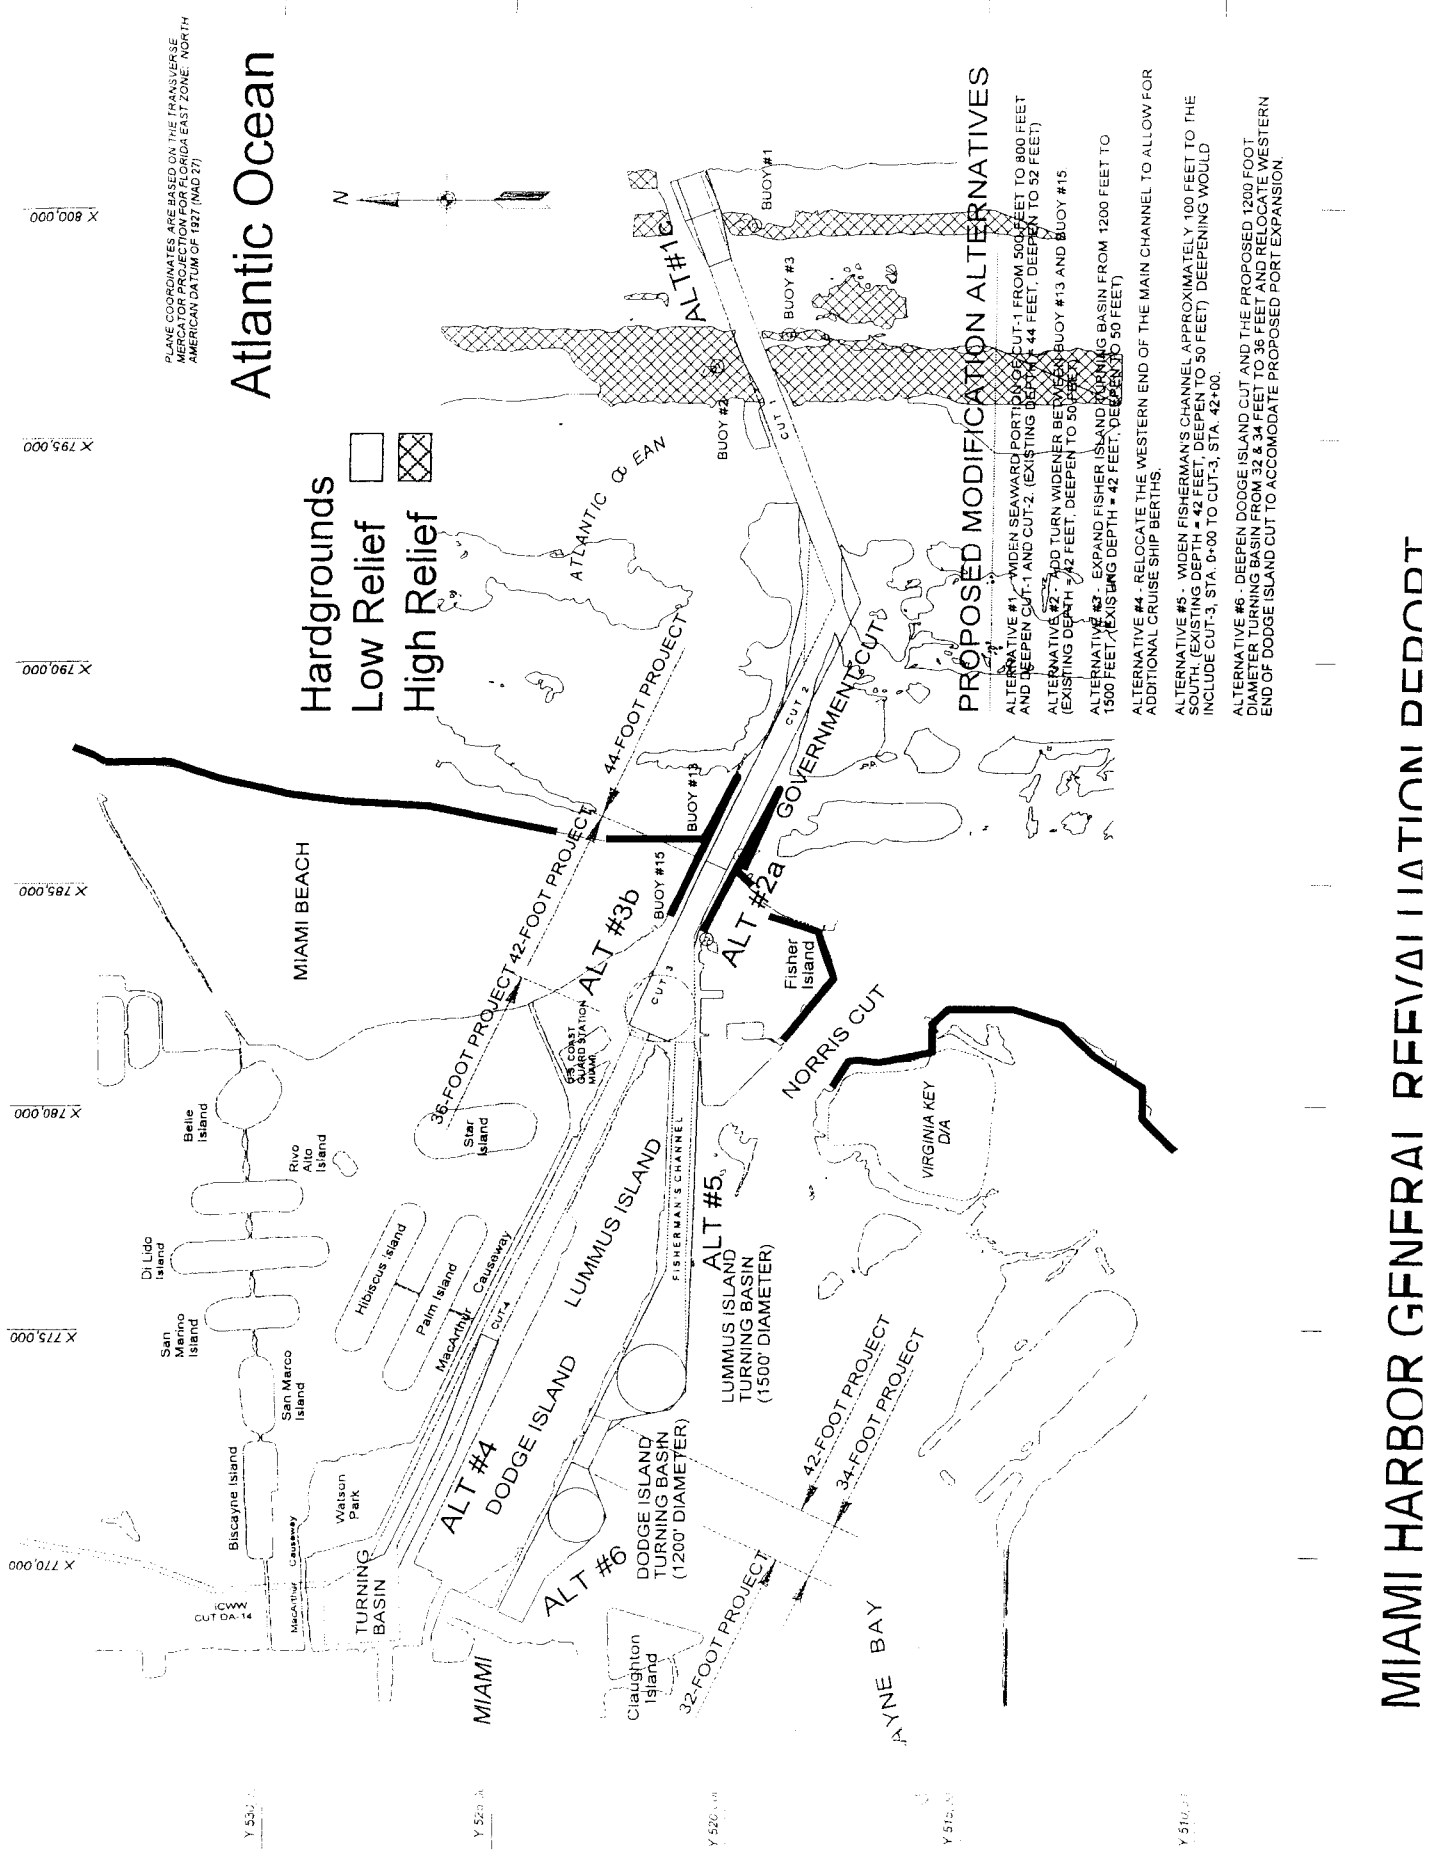 PLANE COORDINATES ARE BASED ON THE TRANSVERSE
MERCATOR PROJECTION FOR FLORIDA EAST ZONE: NORTH
AMERICAN DATUM OF 1927 (NAD 27)
X 770,000
X 775,000
X 780,000
X 785,000
X 790,000
X 795,000
X 800,000
Atlantic Ocean
N
Hardgrounds
Low Relief
High Relief
MIAMI BEACH
Belle
Island
Rivo
Alto
Island
Di Lido
Island
San
Marino
Island
San Marco
Island
Biscayne Island
Star
Island
Hibiscus Island
Palm Island
MacArthur Causeway
MacArthur Causeway
Watson
Park
ICWW
CUT DA-14
TURNING
BASIN
MIAMI
CUT-4
36-FOOT PROJECT
42-FOOT PROJECT
44-FOOT PROJECT
U.S. COAST
GUARD STATION
MIAMI
ATLANTIC
EAN
BUOY #1
BUOY #2
BUOY #3
BUOY #13
BUOY #15
ALT#1C
ALT #2a
ALT #3b
ALT #4
ALT #5
ALT #6
CUT 1
CUT 2
CUT 3
GOVERNMENT CUT
Fisher
Island
NORRIS CUT
VIRGINIA KEY
D/A
LUMMUS ISLAND
DODGE ISLAND
FISHERMAN'S CHANNEL
LUMMUS ISLAND
TURNING BASIN
(1500' DIAMETER)
DODGE ISLAND
TURNING BASIN
(1200' DIAMETER)
42-FOOT PROJECT
34-FOOT PROJECT
32-FOOT PROJECT
Claughton
Island
AYNE BAY
PROPOSED MODIFICATION ALTERNATIVES
ALTERNATIVE #1 - WIDEN SEAWARD PORTION OF CUT-1 FROM 500 FEET TO 800 FEET
AND DEEPEN CUT-1 AND CUT-2. (EXISTING DEPTH = 44 FEET, DEEPEN TO 52 FEET)
ALTERNATIVE #2 - ADD TURN WIDENER BETWEEN BUOY #13 AND BUOY #15
(EXISTING DEPTH = 42 FEET, DEEPEN TO 50 FEET)
ALTERNATIVE #3 - EXPAND FISHER ISLAND TURNING BASIN FROM 1200 FEET TO
1500 FEET. (EXISTING DEPTH = 42 FEET, DEEPEN TO 50 FEET)
ALTERNATIVE #4 - RELOCATE THE WESTERN END OF THE MAIN CHANNEL TO ALLOW FOR
ADDITIONAL CRUISE SHIP BERTHS.
ALTERNATIVE #5 - WIDEN FISHERMAN'S CHANNEL APPROXIMATELY 100 FEET TO THE
SOUTH. (EXISTING DEPTH = 42 FEET, DEEPEN TO 50 FEET) DEEPENING WOULD
INCLUDE CUT-3, STA. 0+00 TO CUT-3, STA. 42+00.
ALTERNATIVE #6 - DEEPEN DODGE ISLAND CUT AND THE PROPOSED 1200 FOOT
DIAMETER TURNING BASIN FROM 32 & 34 FEET TO 36 FEET AND RELOCATE WESTERN
END OF DODGE ISLAND CUT TO ACCOMODATE PROPOSED PORT EXPANSION.
MIAMI HARBOR GENERAL REEVALUATION REPORT